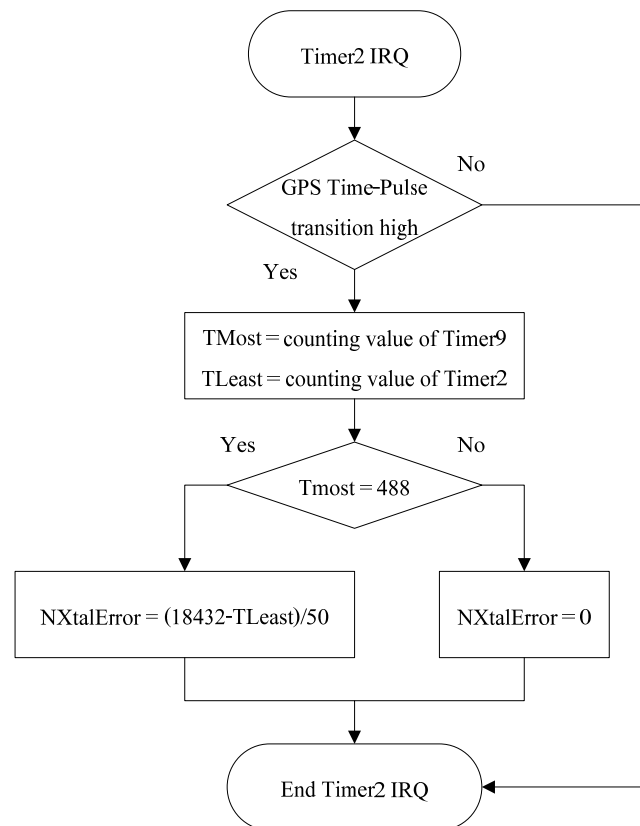 Timer2 IRQ
No
GPS Time-Pulse
transition high
Yes
TMost = counting value of Timer9
TLeast = counting value of Timer2
Yes
No
Tmost = 488
NXtalError = (18432-TLeast)/50
NXtalError = 0
End Timer2 IRQ